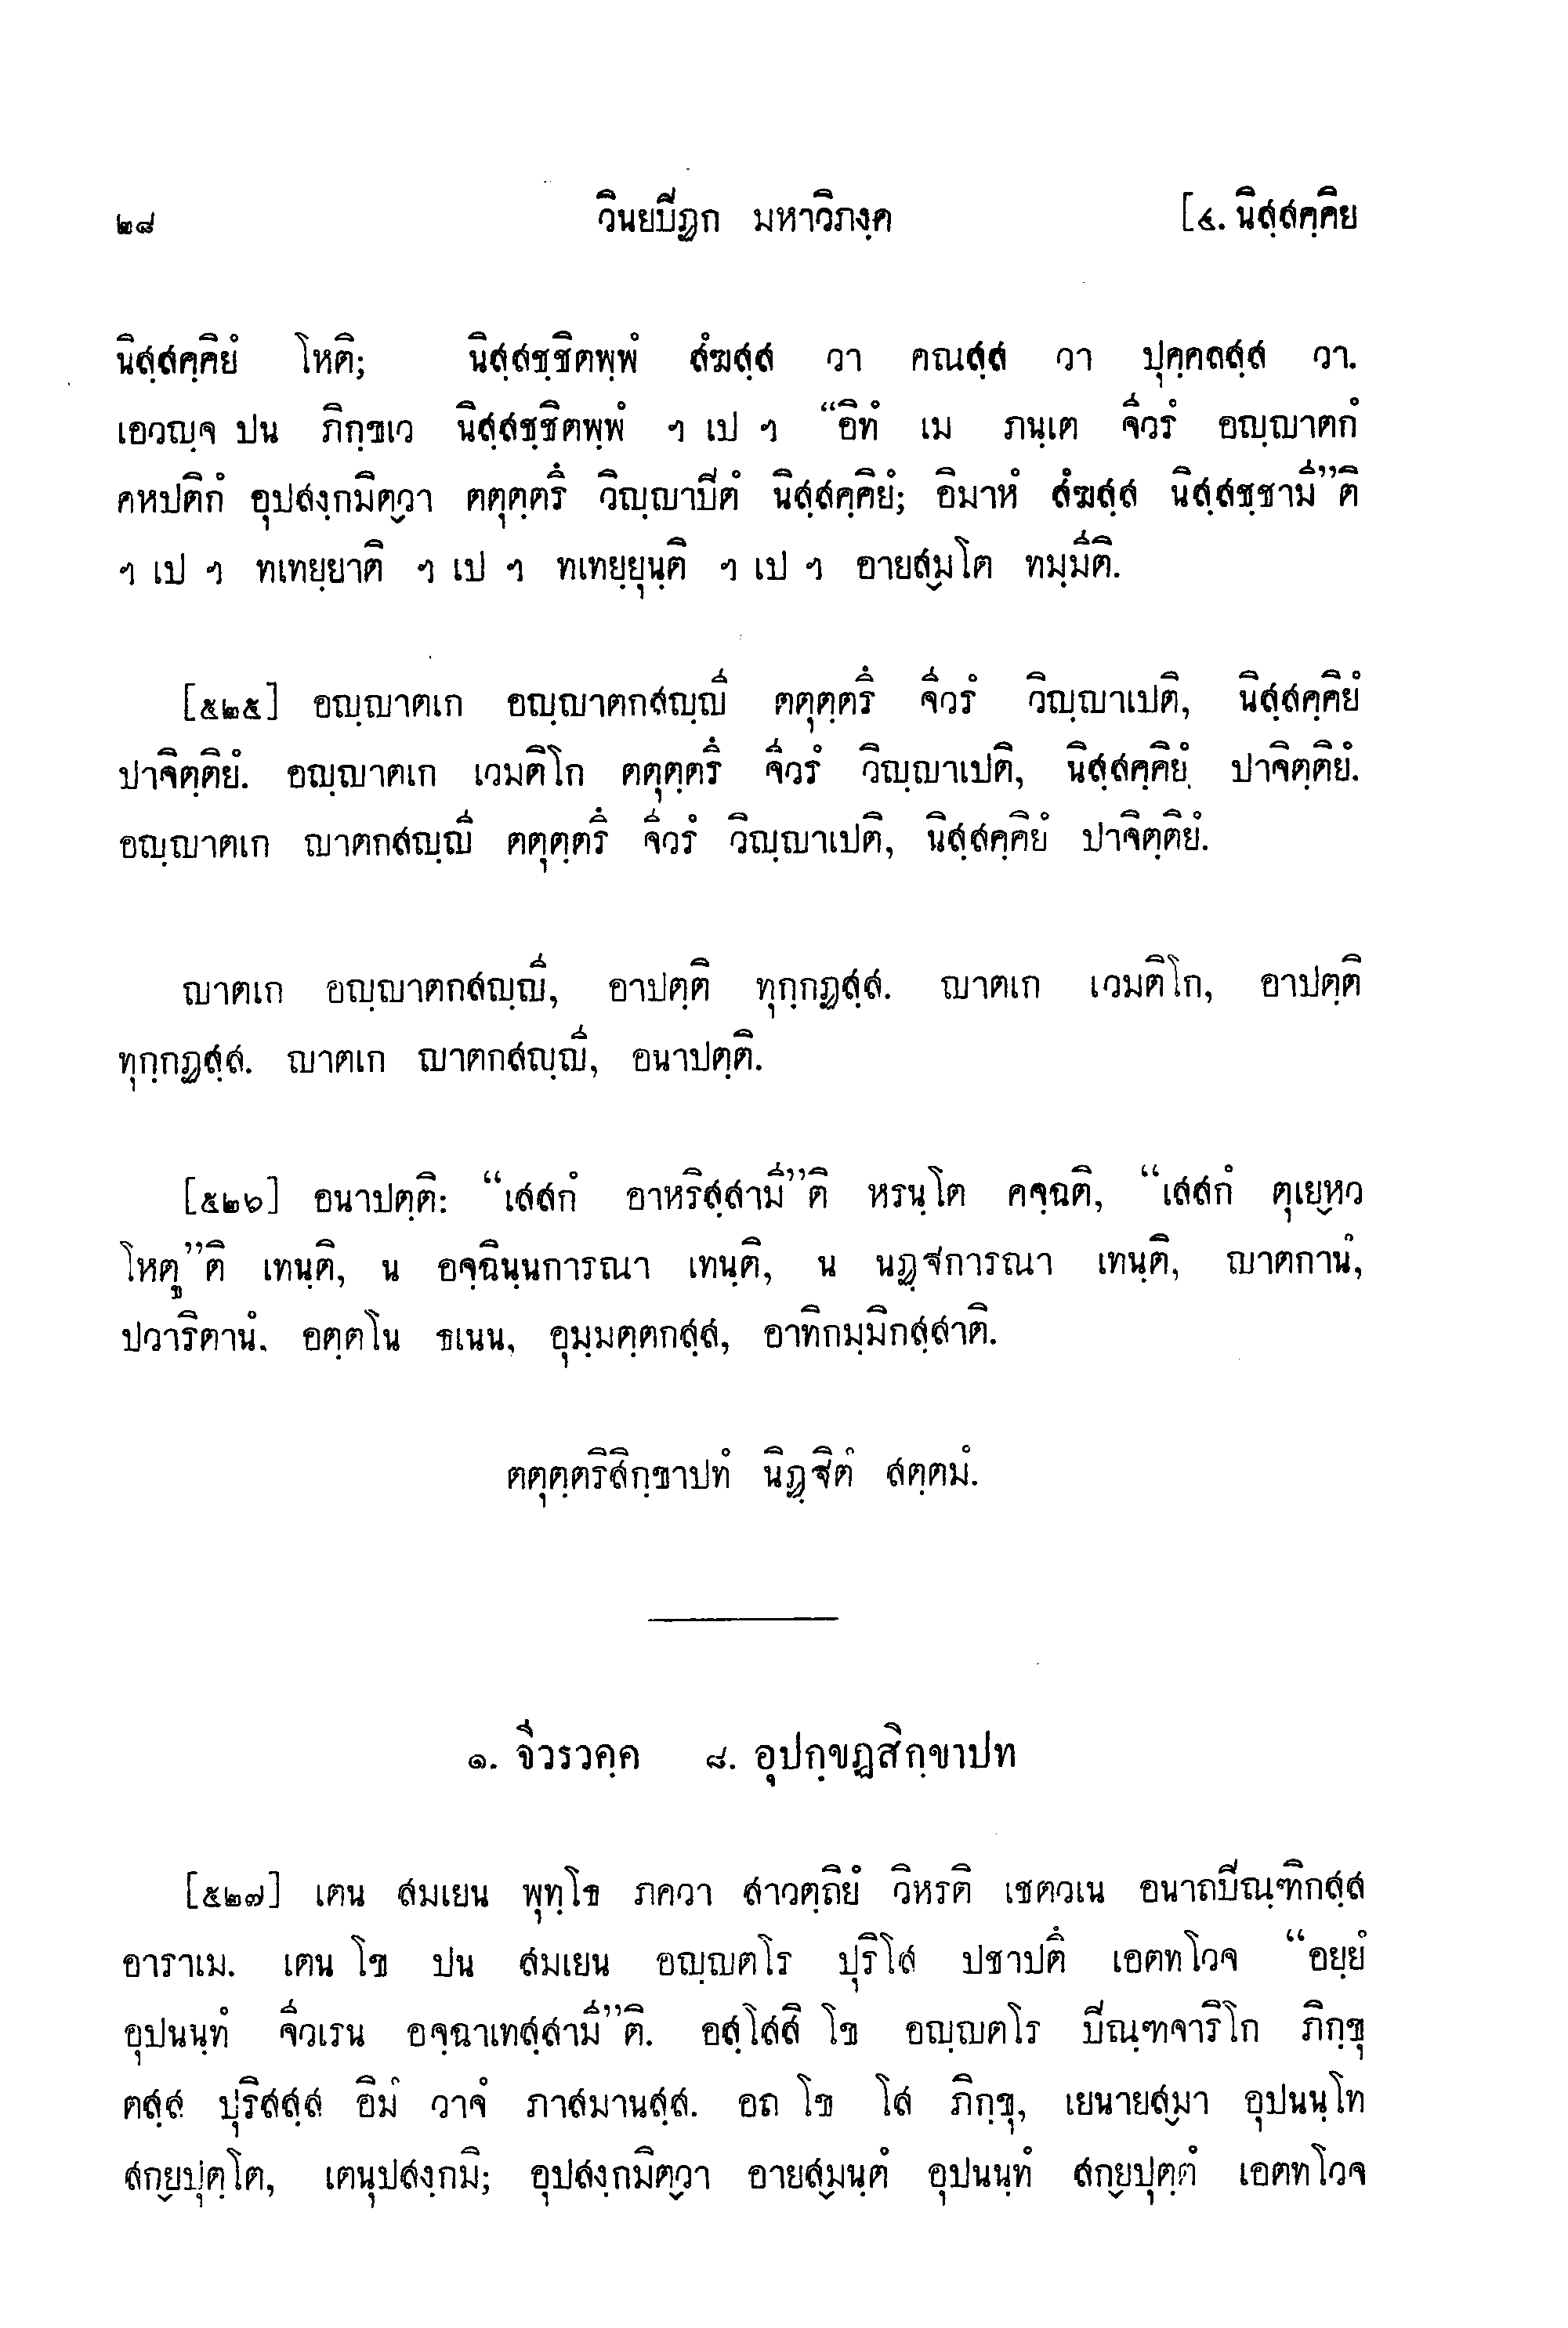 ๒๘ วินยปีฏก มหาวิภงฺค [๔. นิสฺสคฺคิย
นิสฺสคฺคิยํ โหติ; นิสฺสชฺชิตพฺพํ สํฆสฺส วา คณสฺส วา ปุคฺคลสฺส วา.
เอวญฺจ ปน ภิกฺขเว นิสฺสชฺชิตพฺพํ ฯ เป ฯ “อิทํ เม ภนฺเต จีวรํ อญฺญาตกํ
คหปติกํ อุปสงฺกมิตฺวา ตตุตฺตรึ วิญฺญาปิตํ นิสฺสคฺคิยํ; อิมาหํ สํฆสฺส นิสฺสชฺชามี”ติ
ฯ เป ฯ ทเทยฺยาติ ฯ เป ฯ ทเทยฺยุนฺติ ฯ เป ฯ อายสฺมโต ทมฺมีติ.
[๕๒๕] อญฺญาตเก อญฺญาตกสญฺญี ตตุตฺตรึ จีวรํ วิญฺญาเปติ, นิสฺสคฺคิยํ
ปาจิตฺติยํ. อญฺญาตเก เวมติโก ตตุตฺตรึ จีวรํ วิญฺญาเปติ, นิสฺสคฺคิยํ ปาจิตฺติยํ.
อญฺญาตเก ญาตกสญฺญี ตตุตฺตรึ จีวรํ วิญฺญาเปติ, นิสฺสคฺคิยํ ปาจิตฺติยํ.
ญาตเก อญฺญาตกสญฺญี, อาปตฺติ ทุกฺกฏสฺส. ญาตเก เวมติโก, อาปตฺติ
ทุกฺกฏสฺส. ญาตเก ญาตกสญฺญี, อนาปตฺติ.
[๕๒๖] อนาปตฺติ: “เสสกํ อาหริสฺสามี”ติ หรนฺโต คจฺฉติ, “เสสกํ ตุเยฺหว
โหตู”ติ เทนฺติ, น อจฺฉินฺนการณา เทนฺติ, น นฏฺฐการณา เทนฺติ, ญาตกานํ,
ปวาริตานํ, อตฺตโน ธเนน, อุมฺมตฺตกสฺส, อาทิกมฺมิกสฺสาติ.
ตตุตฺตริสิกฺขาปทํ นิฏฺฐิตํ สตฺตมํ.
๑. จีวรวคฺค ๘. อุปกฺขฏสิกฺขาปท
[๕๒๗] เตน สมเยน พุทฺโธ ภควา สาวตฺถิยํ วิหรติ เชตวเน อนาถปิณฺฑิกสฺส
อาราเม. เตน โข ปน สมเยน อญฺญตโร ปุริโส ปชาปตึ เอตทโวจ “อยฺยํ
อุปนนฺทํ จีวเรน อจฺฉาเทสฺสามี”ติ. อสฺโสสิ โข อญฺญตโร ปิณฺฑจาริโก ภิกฺขุ
ตสฺส ปุริสสฺส อิมํ วาจํ ภาสมานสฺส. อถ โข โส ภิกฺขุ, เยนายสฺมา อุปนนฺโท
สกฺยปุตฺโต, เตนุปสงฺกมิ; อุปสงฺกมิตฺวา อายสฺมนฺตํ อุปนนฺทํ สกฺยปุตฺตํ เอตทโวจ